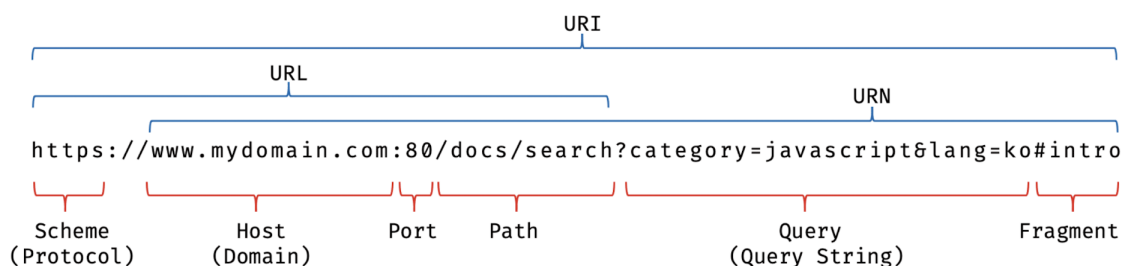 URI
URL
URN
https://www.mydomain.com:80/docs/search?category=javascript&lang=ko#intro
Scheme Host Port Path Query Fragment
(Protocol) (Domain) (Query String)